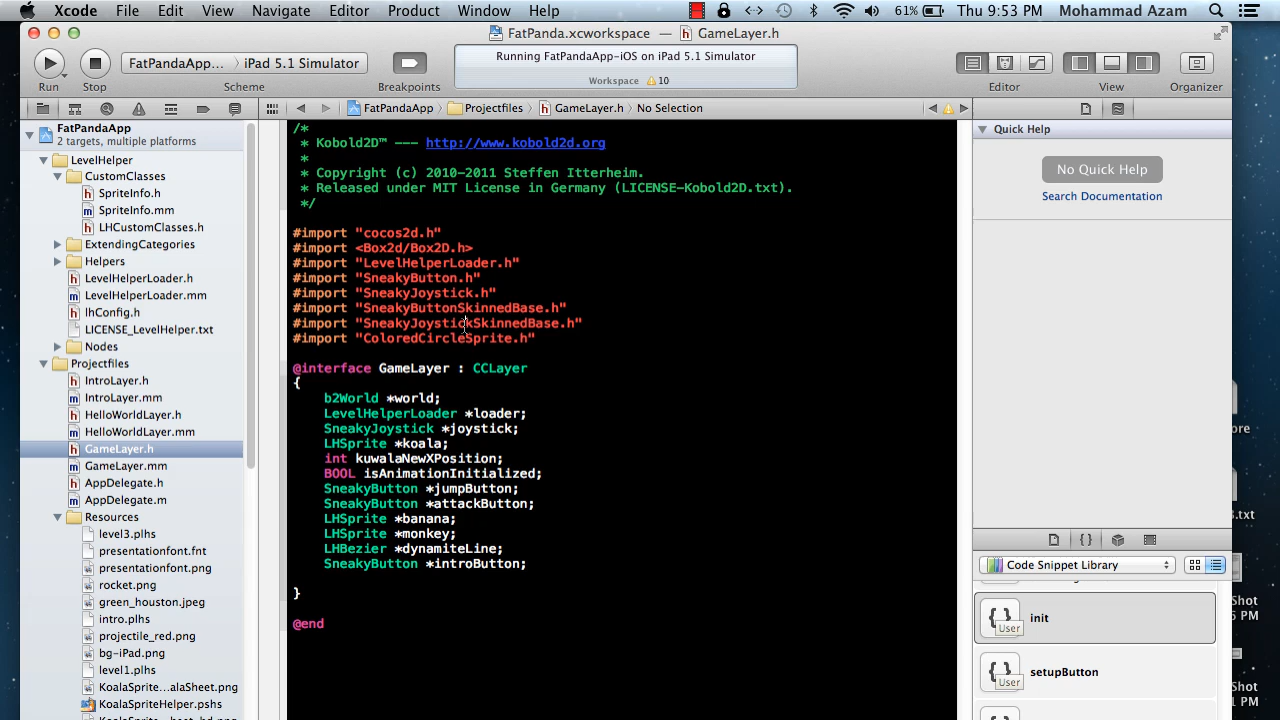 Xcode File Edit View Navigate Editor Product Window Help 61% Thu 9:53 PM Mohammad Azam
FatPanda.xcworkspace — GameLayer.h
FatPandaApp... iPad 5.1 Simulator
Running FatPandaApp-iOS on iPad 5.1 Simulator
Workspace 10
Run Stop Scheme Breakpoints Editor View Organizer
FatPandaApp Projectfiles GameLayer.h No Selection
FatPandaApp
2 targets, multiple platforms
LevelHelper
CustomClasses
SpriteInfo.h
SpriteInfo.mm
LHCustomClasses.h
ExtendingCategories
Helpers
LevelHelperLoader.h
LevelHelperLoader.mm
lhConfig.h
LICENSE_LevelHelper.txt
Nodes
Projectfiles
IntroLayer.h
IntroLayer.mm
HelloWorldLayer.h
HelloWorldLayer.mm
GameLayer.h
GameLayer.mm
AppDelegate.h
AppDelegate.m
Resources
level3.plhs
presentationfont.fnt
presentationfont.png
rocket.png
green_houston.jpeg
intro.plhs
projectile_red.png
bg-iPad.png
level1.plhs
KoalaSprite...alaSheet.png
KoalaSpriteHelper.pshs
/*
* Kobold2D™ --- http://www.kobold2d.org
*
* Copyright (c) 2010-2011 Steffen Itterheim.
* Released under MIT License in Germany (LICENSE-Kobold2D.txt).
*/
#import "cocos2d.h"
#import <Box2d/Box2D.h>
#import "LevelHelperLoader.h"
#import "SneakyButton.h"
#import "SneakyJoystick.h"
#import "SneakyButtonSkinnedBase.h"
#import "SneakyJoystickSkinnedBase.h"
#import "ColoredCircleSprite.h"
@interface GameLayer : CCLayer
{
b2World *world;
LevelHelperLoader *loader;
SneakyJoystick *joystick;
LHSprite *koala;
int kuwalaNewXPosition;
BOOL isAnimationInitialized;
SneakyButton *jumpButton;
SneakyButton *attackButton;
LHSprite *banana;
LHSprite *monkey;
LHBezier *dynamiteLine;
SneakyButton *introButton;
}
@end
Quick Help
No Quick Help
Search Documentation
{ }
Code Snippet Library
{ } User init
{ } User setupButton
ore
.txt
Shot
PM
Shot
1 PM